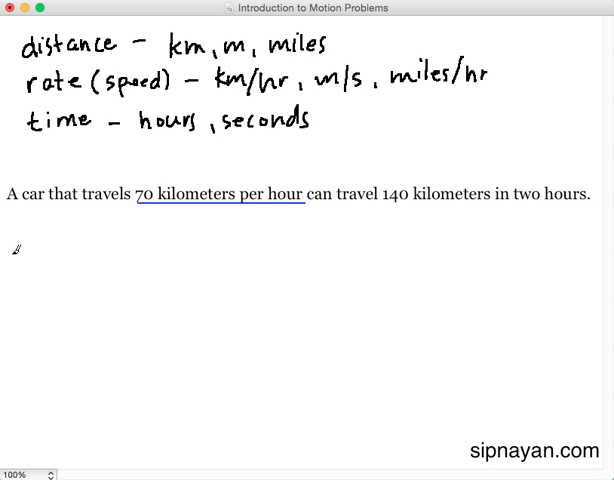 Introduction to Motion Problems
distance - km, m, miles
rate (speed) - km/hr, m/s, miles/hr
time - hours, seconds
A car that travels 70 kilometers per hour can travel 140 kilometers in two hours.
sipnayan.com
100%